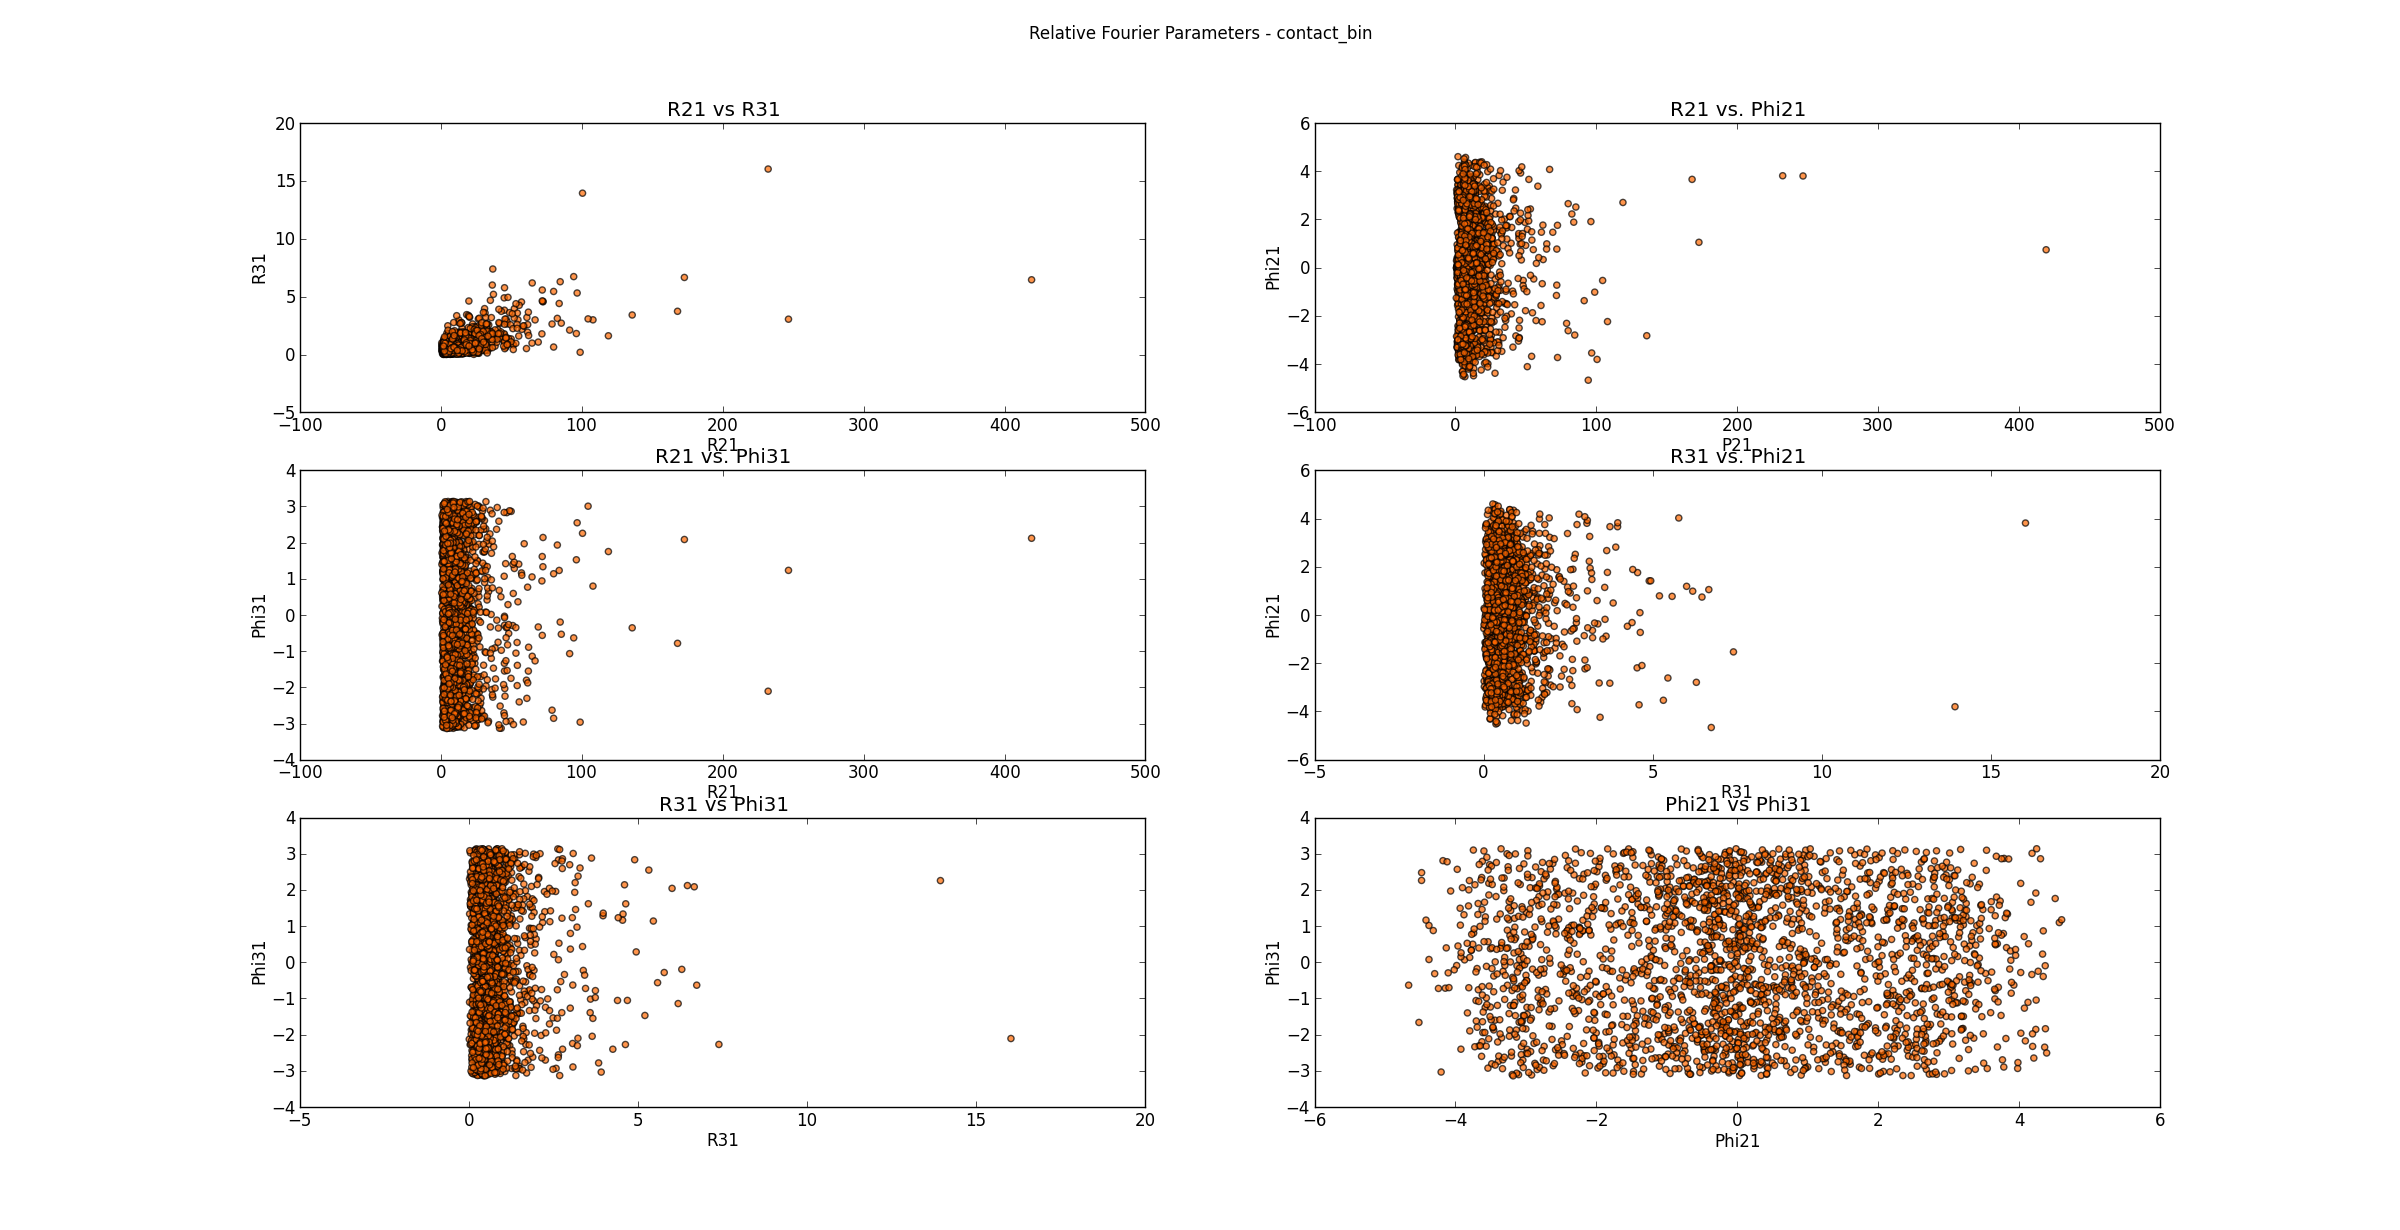 Relative Fourier Parameters - contact_bin
R21 vs R31
20
15
10
5
0
−5
R31
−100 0 100 200 300 400 500
R21
R21 vs. Phi21
6
4
2
0
−2
−4
−6
Phi21
−100 0 100 200 300 400 500
P21
R21 vs. Phi31
4
3
2
1
0
−1
−2
−3
−4
Phi31
−100 0 100 200 300 400 500
R21
R31 vs. Phi21
6
4
2
0
−2
−4
−6
Phi21
−5 0 5 10 15 20
R31
R31 vs Phi31
4
3
2
1
0
−1
−2
−3
−4
Phi31
−5 0 5 10 15 20
R31
Phi21 vs Phi31
4
3
2
1
0
−1
−2
−3
−4
Phi31
−6 −4 −2 0 2 4 6
Phi21